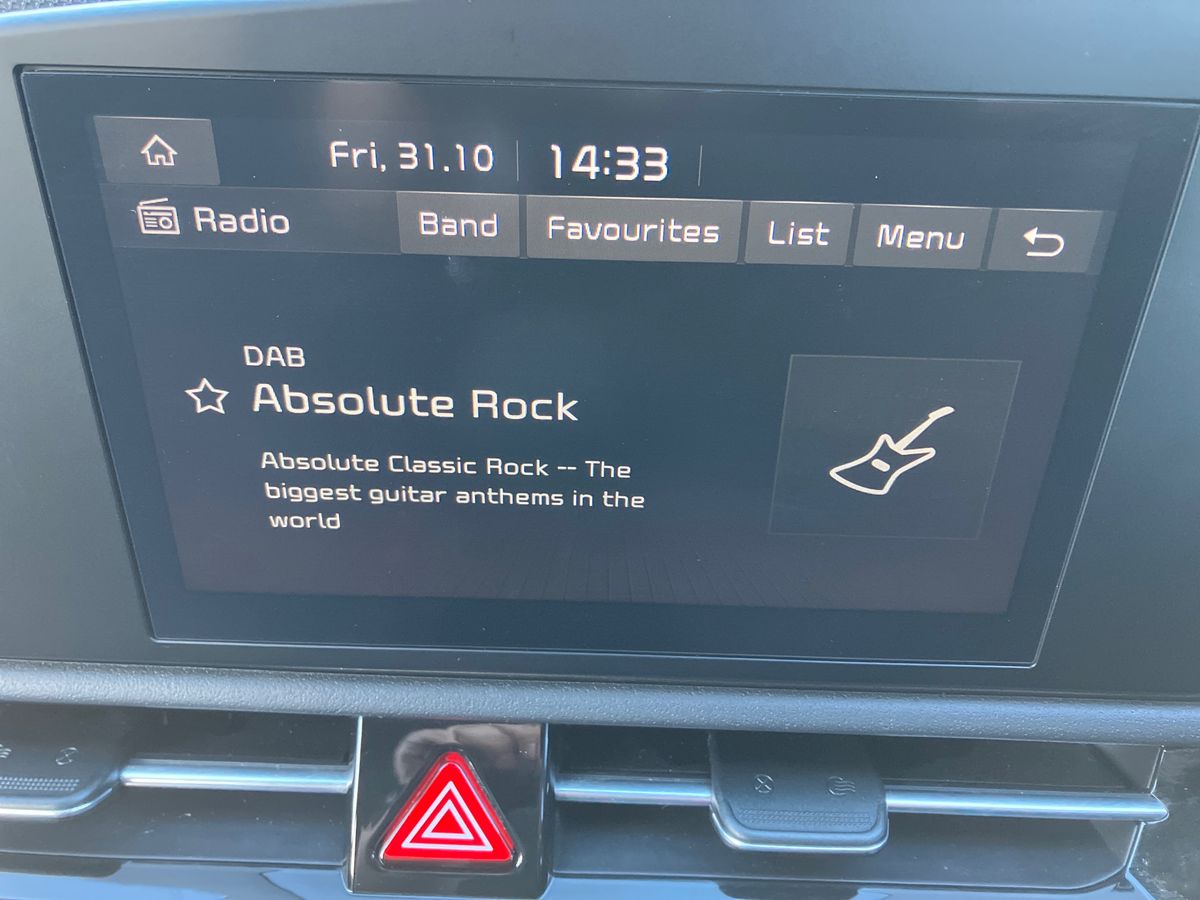 Fri, 31.10 14:33
Radio Band Favourites List Menu
DAB
Absolute Rock
Absolute Classic Rock -- The
biggest guitar anthems in the
world